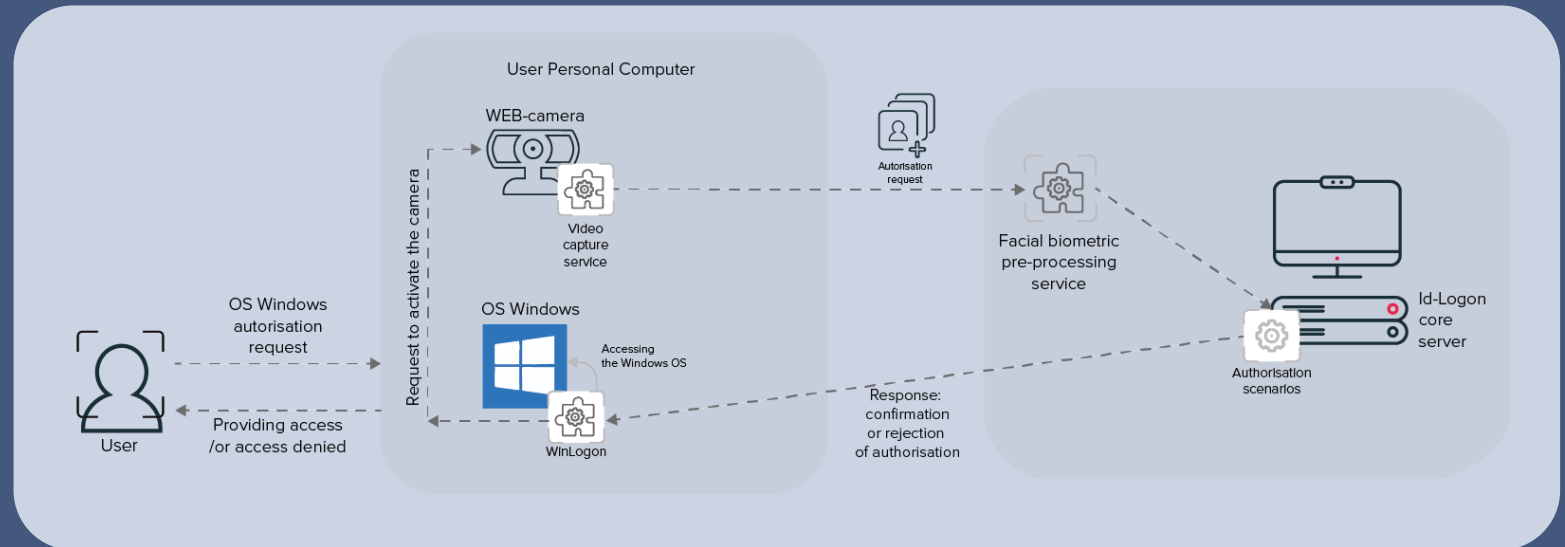 User Personal Computer
WEB-camera
Video
capture
service
Request to activate the camera
OS Windows
Accessing
the Windows OS
WinLogon
OS Windows
autorisation
request
Providing access
/or access denied
User
Autorisation
request
Facial biometric
pre-processing
service
Id-Logon
core
server
Authorisation
scenarios
Response:
confirmation
or rejection
of authorisation